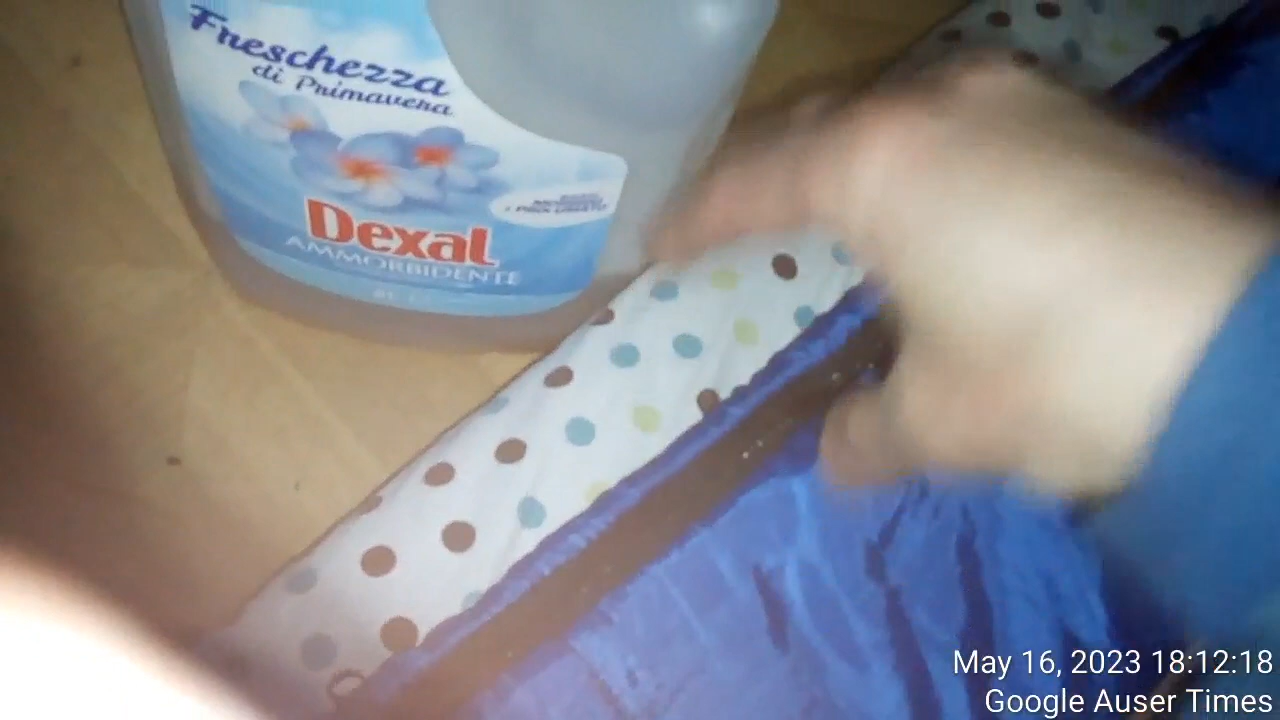 Freschezza
di Primavera
Dexal
AMMORBIDENTE
May 16, 2023 18:12:18
Google Auser Times